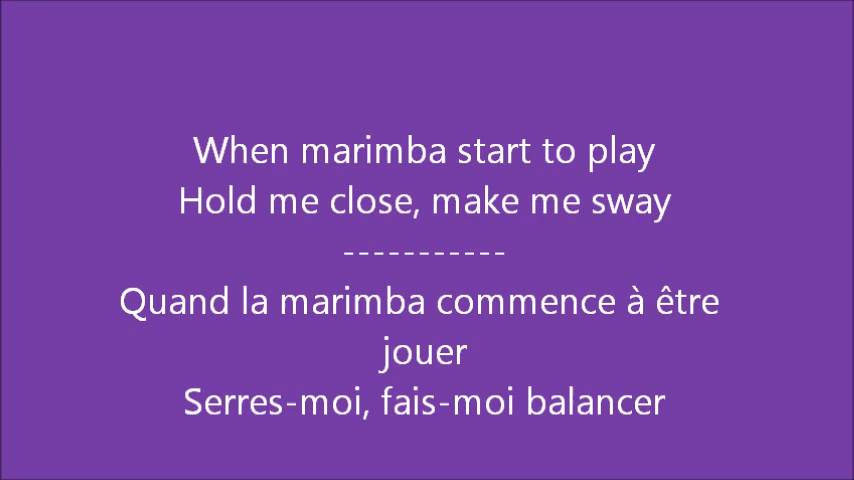 When marimba start to play
Hold me close, make me sway
-----------
Quand la marimba commence à être
jouer
Serres-moi, fais-moi balancer